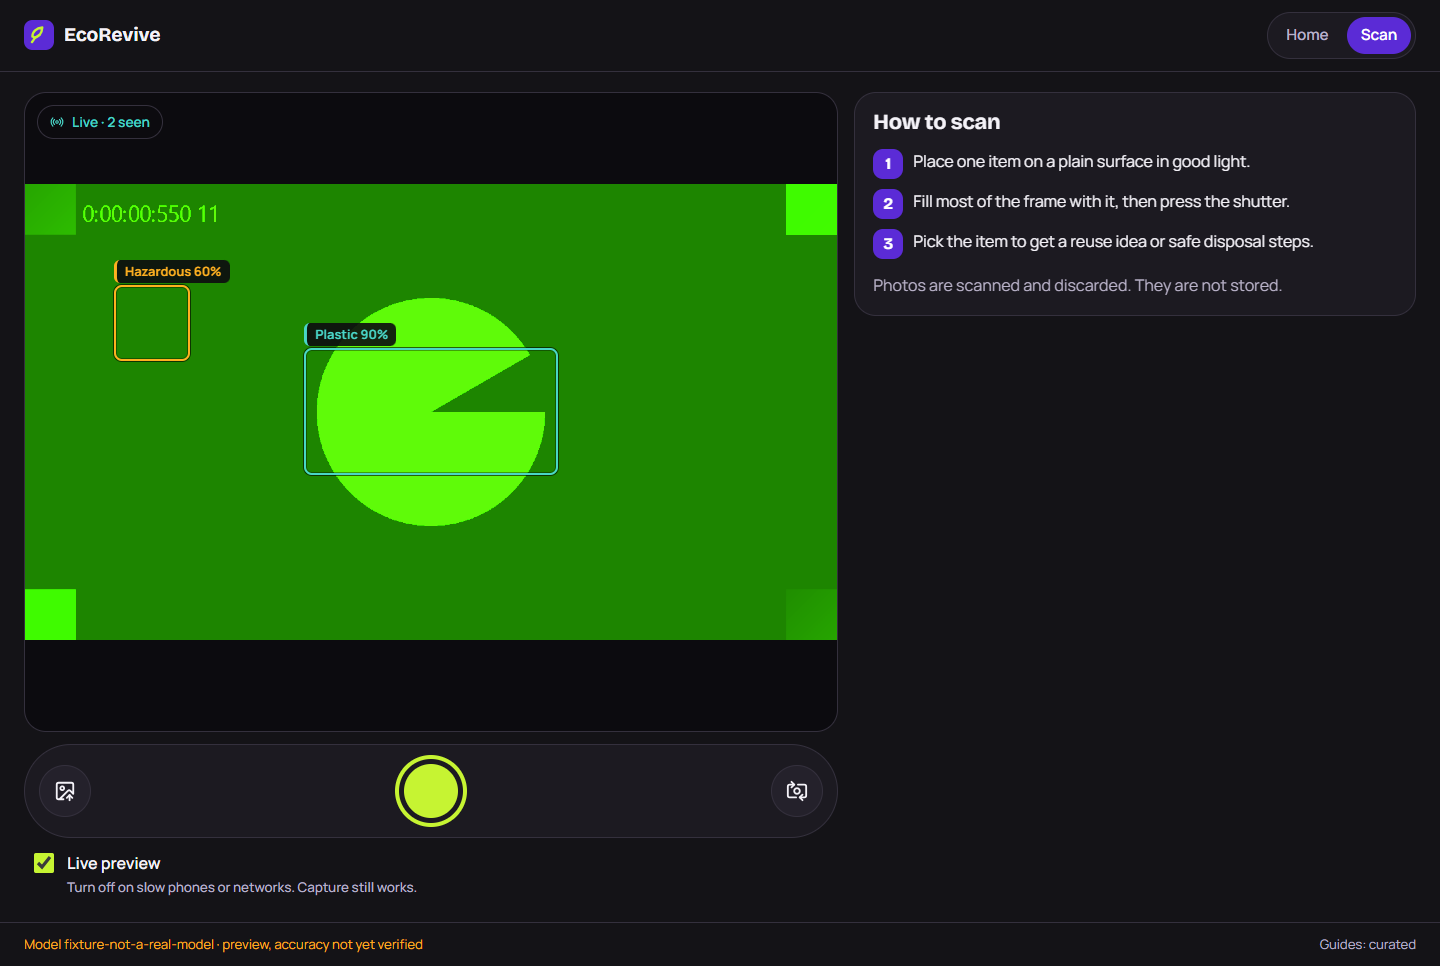 EcoRevive
Home
Scan
Live · 2 seen
0:00:00:550 11
Hazardous 60%
Plastic 90%
How to scan
1 Place one item on a plain surface in good light.
2 Fill most of the frame with it, then press the shutter.
3 Pick the item to get a reuse idea or safe disposal steps.
Photos are scanned and discarded. They are not stored.
Live preview
Turn off on slow phones or networks. Capture still works.
Model fixture-not-a-real-model · preview, accuracy not yet verified
Guides: curated